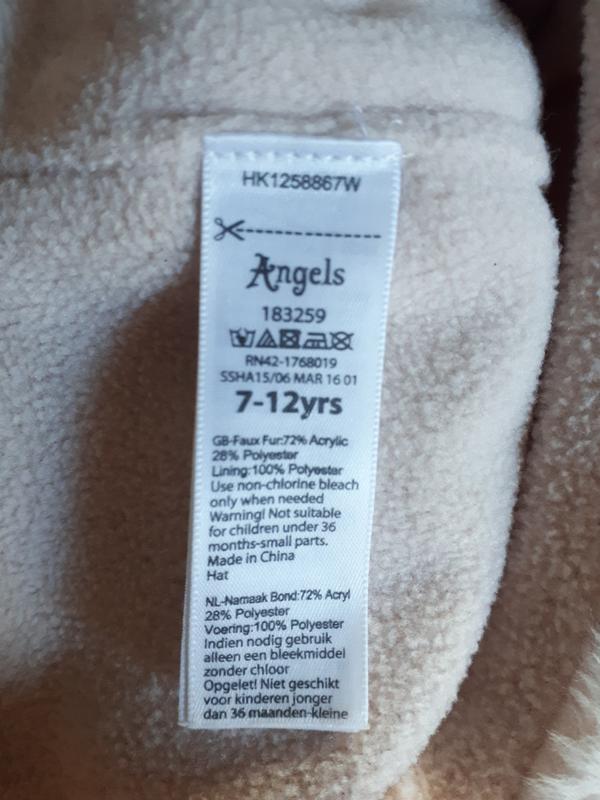 HK1258867W
Angels
183259
RN42-1768019
SSHA15/06 MAR 16 01
7-12yrs
GB-Faux Fur:72% Acrylic
28% Polyester
Lining:100% Polyester
Use non-chlorine bleach
only when needed
Warning! Not suitable
for children under 36
months-small parts.
Made in China
Hat
NL-Namaak Bond:72% Acryl
28% Polyester
Voering:100% Polyester
Indien nodig gebruik
alleen een bleekmiddel
zonder chloor
Opgelet! Niet geschikt
voor kinderen jonger
dan 36 maanden-kleine